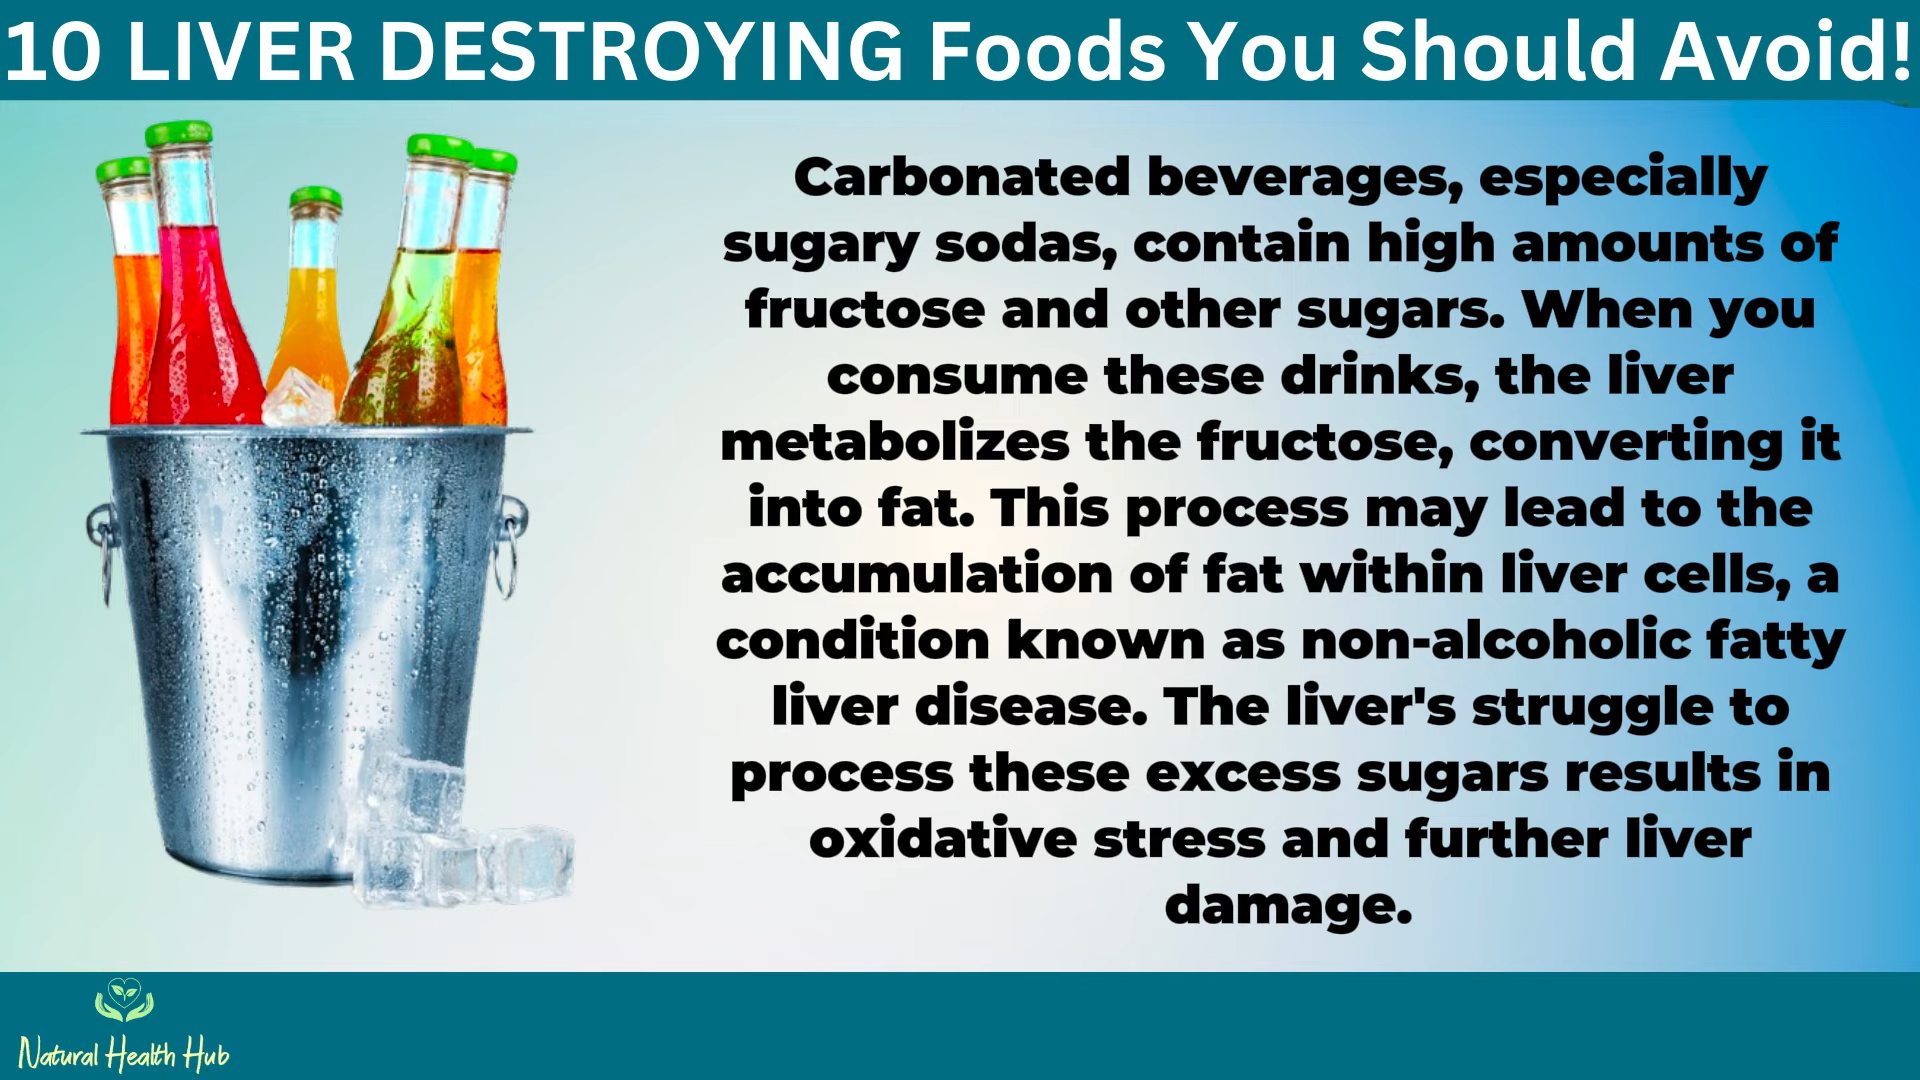 10 LIVER DESTROYING Foods You Should Avoid!
Carbonated beverages, especially
sugary sodas, contain high amounts of
fructose and other sugars. When you
consume these drinks, the liver
metabolizes the fructose, converting it
into fat. This process may lead to the
accumulation of fat within liver cells, a
condition known as non-alcoholic fatty
liver disease. The liver's struggle to
process these excess sugars results in
oxidative stress and further liver
damage.
Natural Health Hub